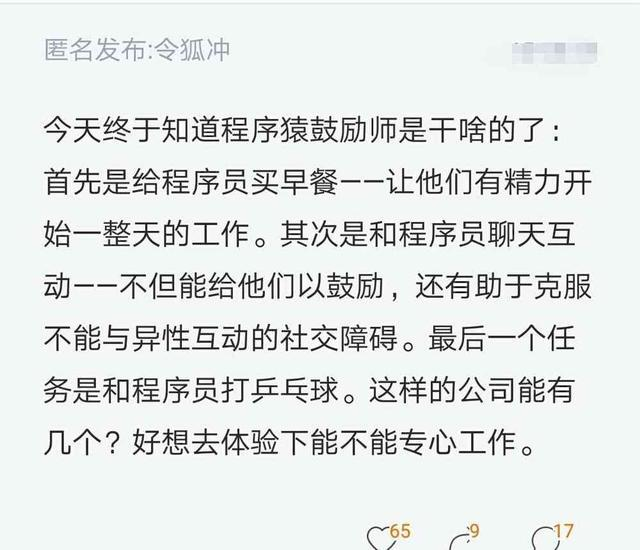 匿名发布:令狐冲
今天终于知道程序猿鼓励师是干啥的了：
首先是给程序员买早餐——让他们有精力开
始一整天的工作。其次是和程序员聊天互
动——不但能给他们以鼓励，还有助于克服
不能与异性互动的社交障碍。最后一个任
务是和程序员打乒乓球。这样的公司能有
几个？好想去体验下能不能专心工作。
65 9 17